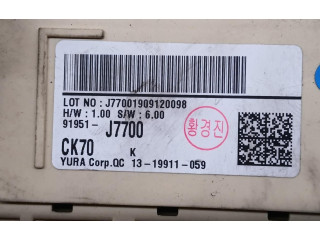 LOT NO : J77001909120098
H/W : 1.00 S/W : 6.00
91951- J7700
황경진
CK70 K
YURA Corp.QC 13-19911-059